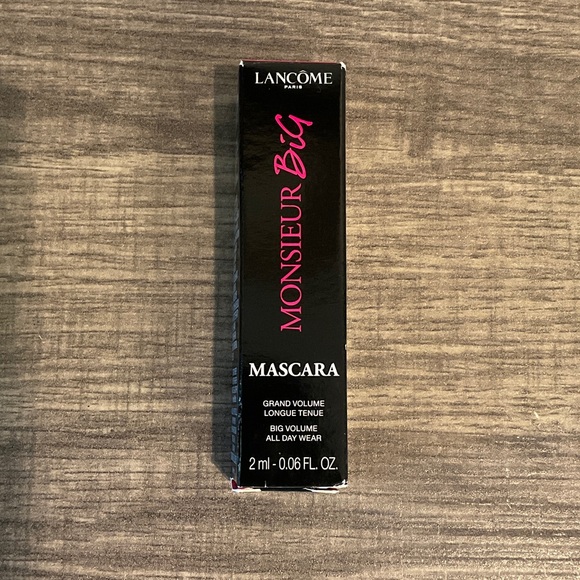 LANCÔME
PARIS
MONSIEUR BiG
MASCARA
GRAND VOLUME
LONGUE TENUE
BIG VOLUME
ALL DAY WEAR
2 ml - 0.06 FL. OZ.